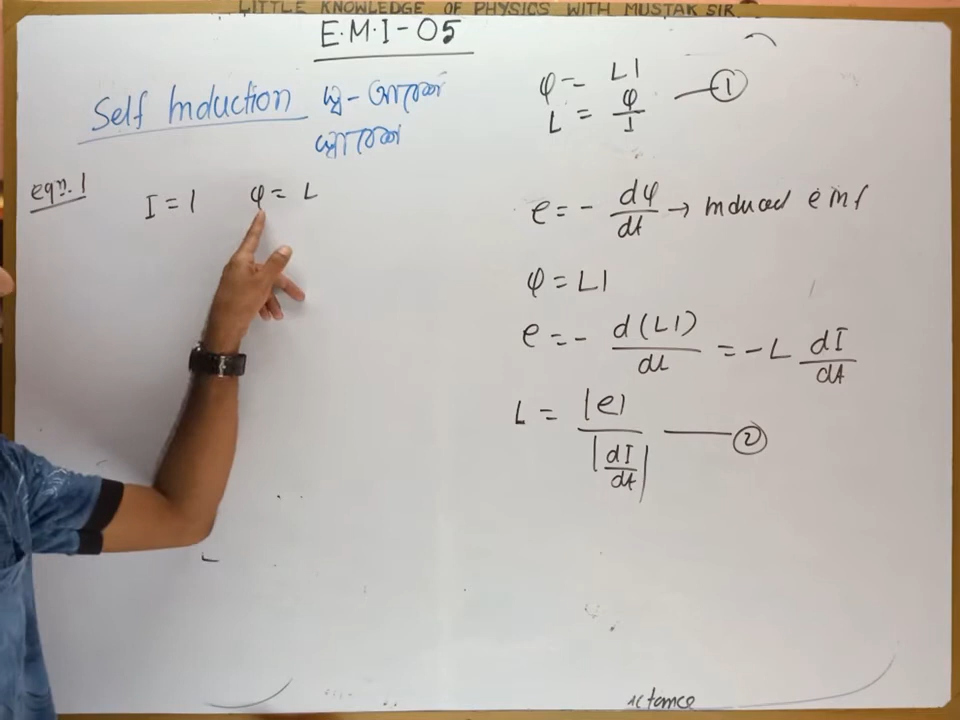 LITTLE KNOWLEDGE OF PHYSICS WITH MUSTAK SIR
E.M.I-05
Self Induction স্ব-আবেশ
স্বাবেশ
φ = LI
L = φ/I — ①
eqn. 1
I = 1 φ = L
e = - dφ/dt → Induced emf
φ = LI
e = - d(LI)/dt = -L dI/dt
L = |e|/|dI/dt| — ②